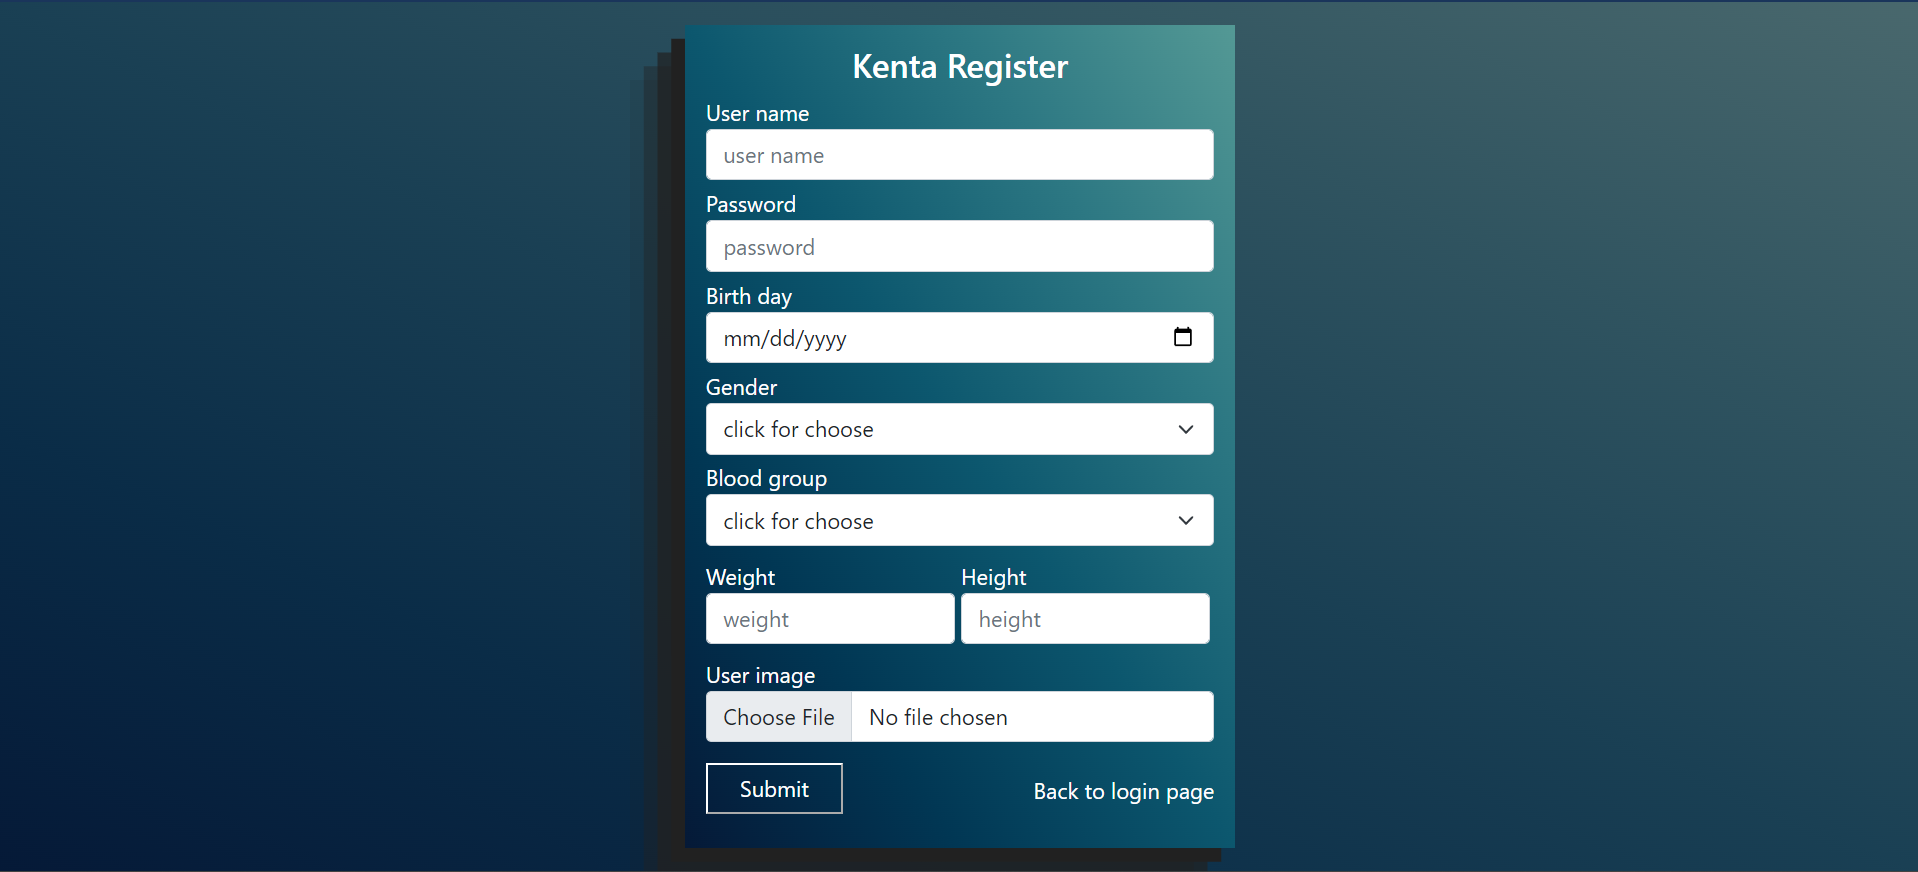 Kenta Register
User name
user name
Password
password
Birth day
mm/dd/yyyy
Gender
click for choose
Blood group
click for choose
Weight Height
weight height
User image
Choose File No file chosen
Submit Back to login page